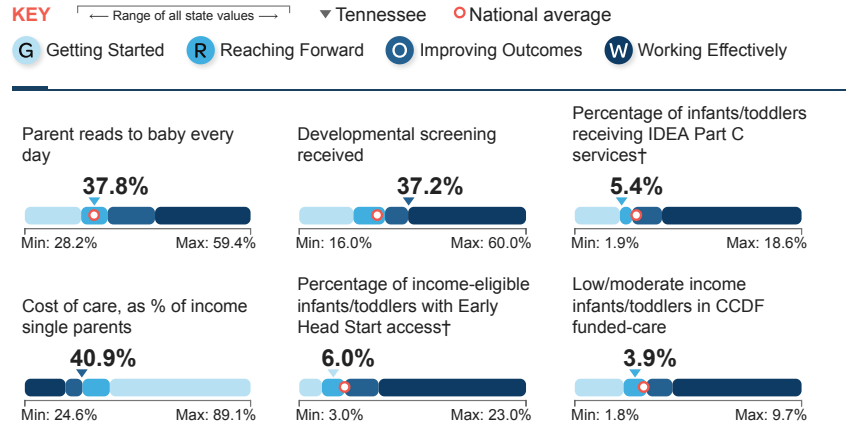 KEY
Range of all state values
Tennessee
National average
G Getting Started
R Reaching Forward
O Improving Outcomes
W Working Effectively
Parent reads to baby every
day
37.8%
Min: 28.2% Max: 59.4%
Developmental screening
received
37.2%
Min: 16.0% Max: 60.0%
Percentage of infants/toddlers
receiving IDEA Part C
services†
5.4%
Min: 1.9% Max: 18.6%
Cost of care, as % of income
single parents
40.9%
Min: 24.6% Max: 89.1%
Percentage of income-eligible
infants/toddlers with Early
Head Start access†
6.0%
Min: 3.0% Max: 23.0%
Low/moderate income
infants/toddlers in CCDF
funded-care
3.9%
Min: 1.8% Max: 9.7%